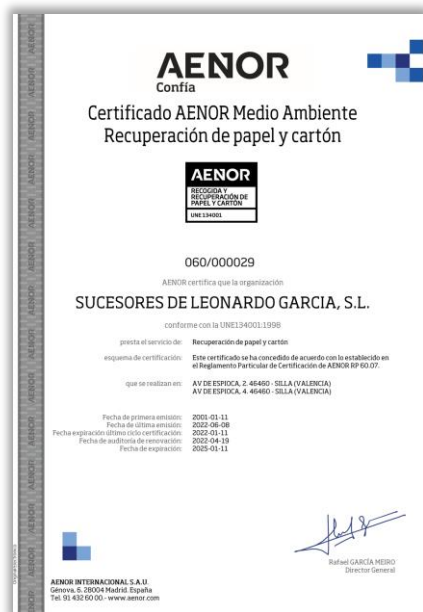 AENOR
Confía
Certificado AENOR Medio Ambiente
Recuperación de papel y cartón
AENOR
RECOGIDA Y
RECUPERACIÓN DE
PAPEL Y CARTÓN
UNE 134001
060/000029
AENOR certifica que la organización
SUCESORES DE LEONARDO GARCIA, S.L.
conforme con la UNE134001:1998
presta el servicio de: Recuperación de papel y cartón
esquema de certificación: Este certificado se ha concedido de acuerdo con lo establecido en
el Reglamento Particular de Certificación de AENOR RP 60.07.
que se realizan en: AV DE ESPIOCA, 2. 46460 - SILLA (VALENCIA)
AV DE ESPIOCA, 4. 46460 - SILLA (VALENCIA)
Fecha de primera emisión: 2001-01-11
Fecha de última emisión: 2022-06-08
Fecha expiración último ciclo certificación: 2022-01-11
Fecha de auditoría de renovación: 2022-04-19
Fecha de expiración: 2025-01-11
Rafael GARCÍA MEIRO
Director General
AENOR INTERNACIONAL S.A.U.
Génova, 6. 28004 Madrid. España
Tel. 91 432 60 00.- www.aenor.com